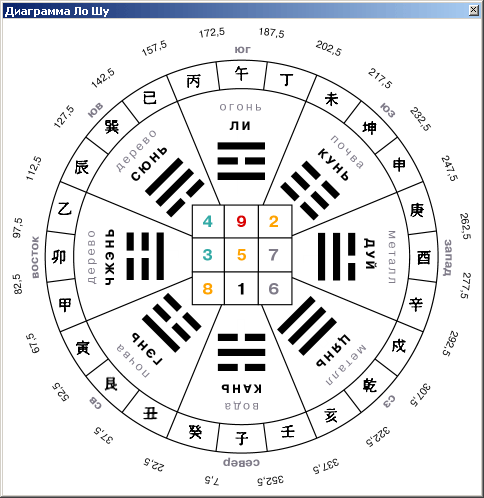 Диаграмма Ло Шу
172,5
187,5
202,5
217,5
232,5
247,5
262,5
277,5
292,5
307,5
322,5
337,5
352,5
7,5
22,5
37,5
52,5
67,5
82,5
97,5
112,5
127,5
142,5
157,5
юг
юз
запад
сз
север
св
восток
юв
午
丁
未
坤
申
庚
酉
辛
戌
乾
亥
壬
子
癸
丑
艮
寅
甲
卯
乙
辰
巽
巳
丙
огонь
ЛИ
почва
КУНЬ
металл
ДУЙ
металл
ЦЯНЬ
вода
КАНЬ
почва
ГЭНЬ
дерево
ЧЖЭНЬ
дерево
СЮНЬ
4 9 2
3 5 7
8 1 6